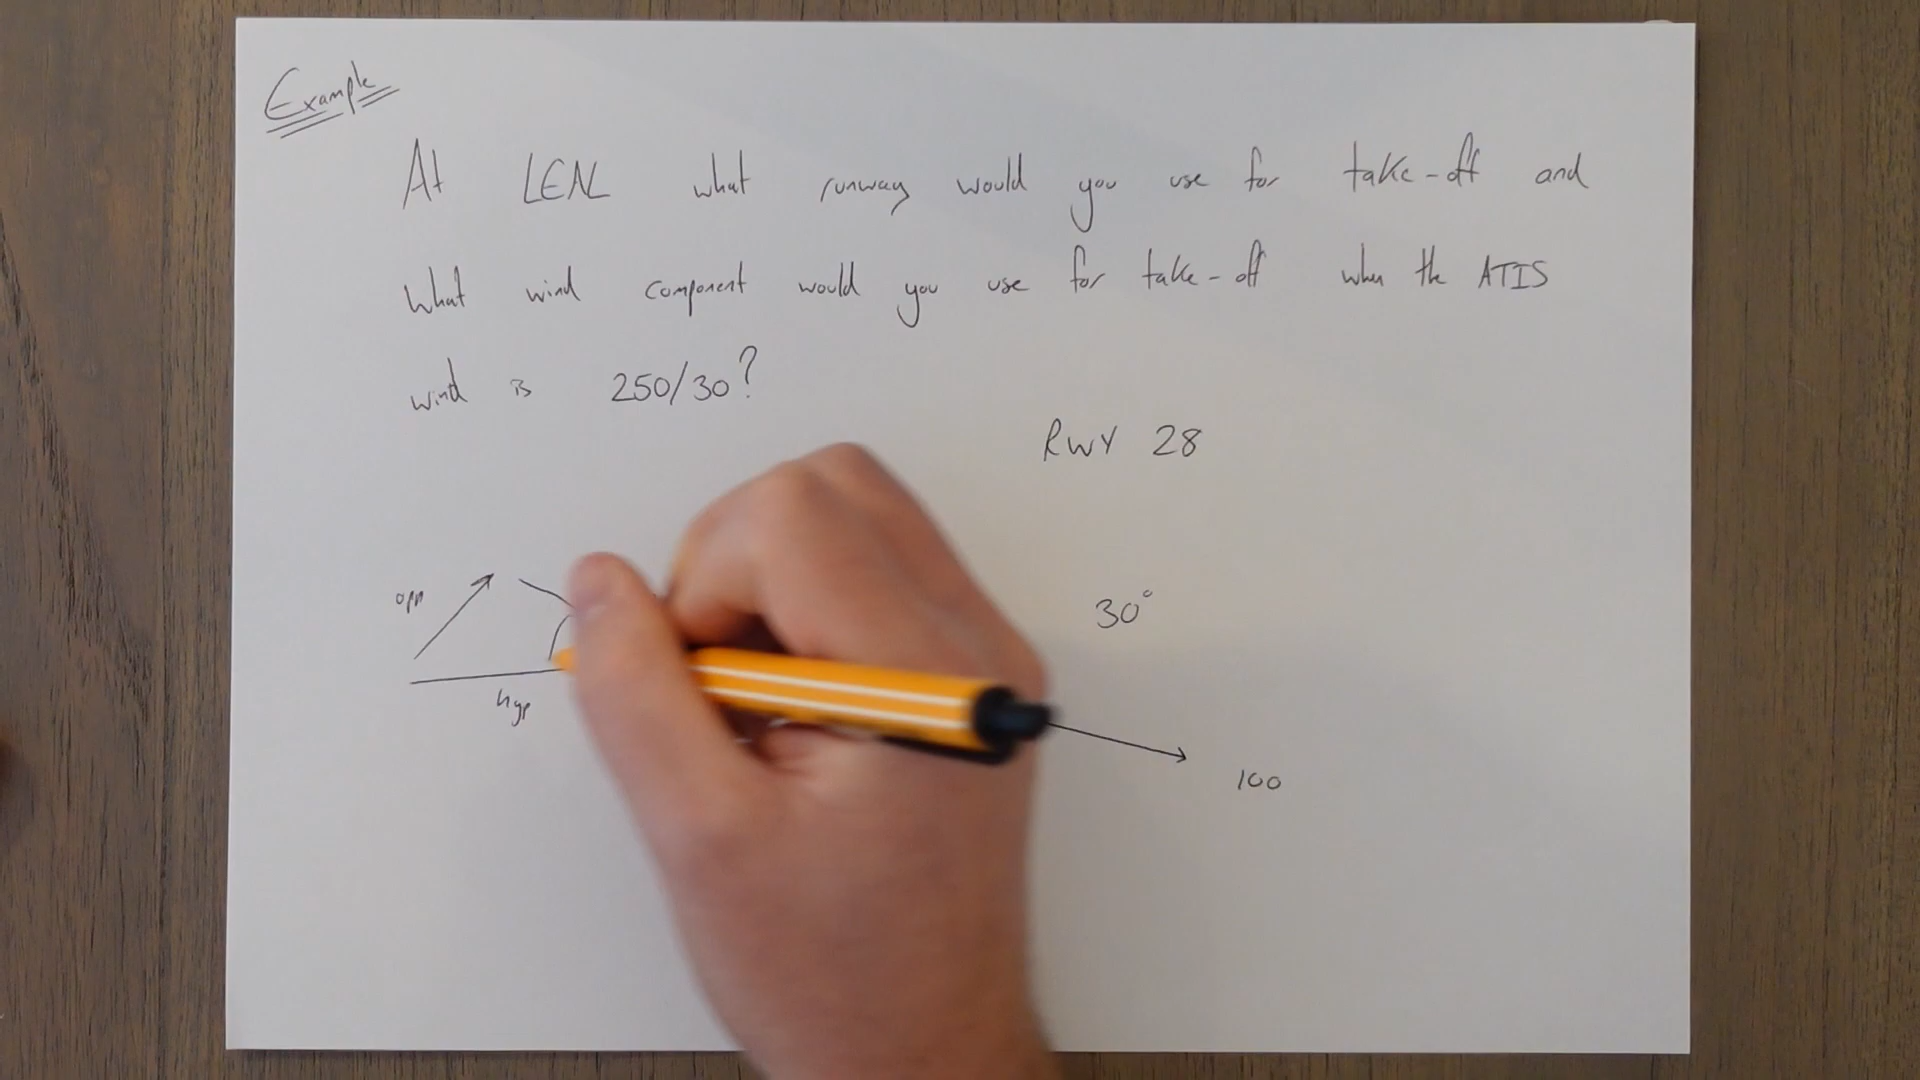 Example
At LEAL what runway would you use for take-off and
what wind component would you use for take-off when the ATIS
wind is 250/30?
RWY 28
opp
30°
hyp
100